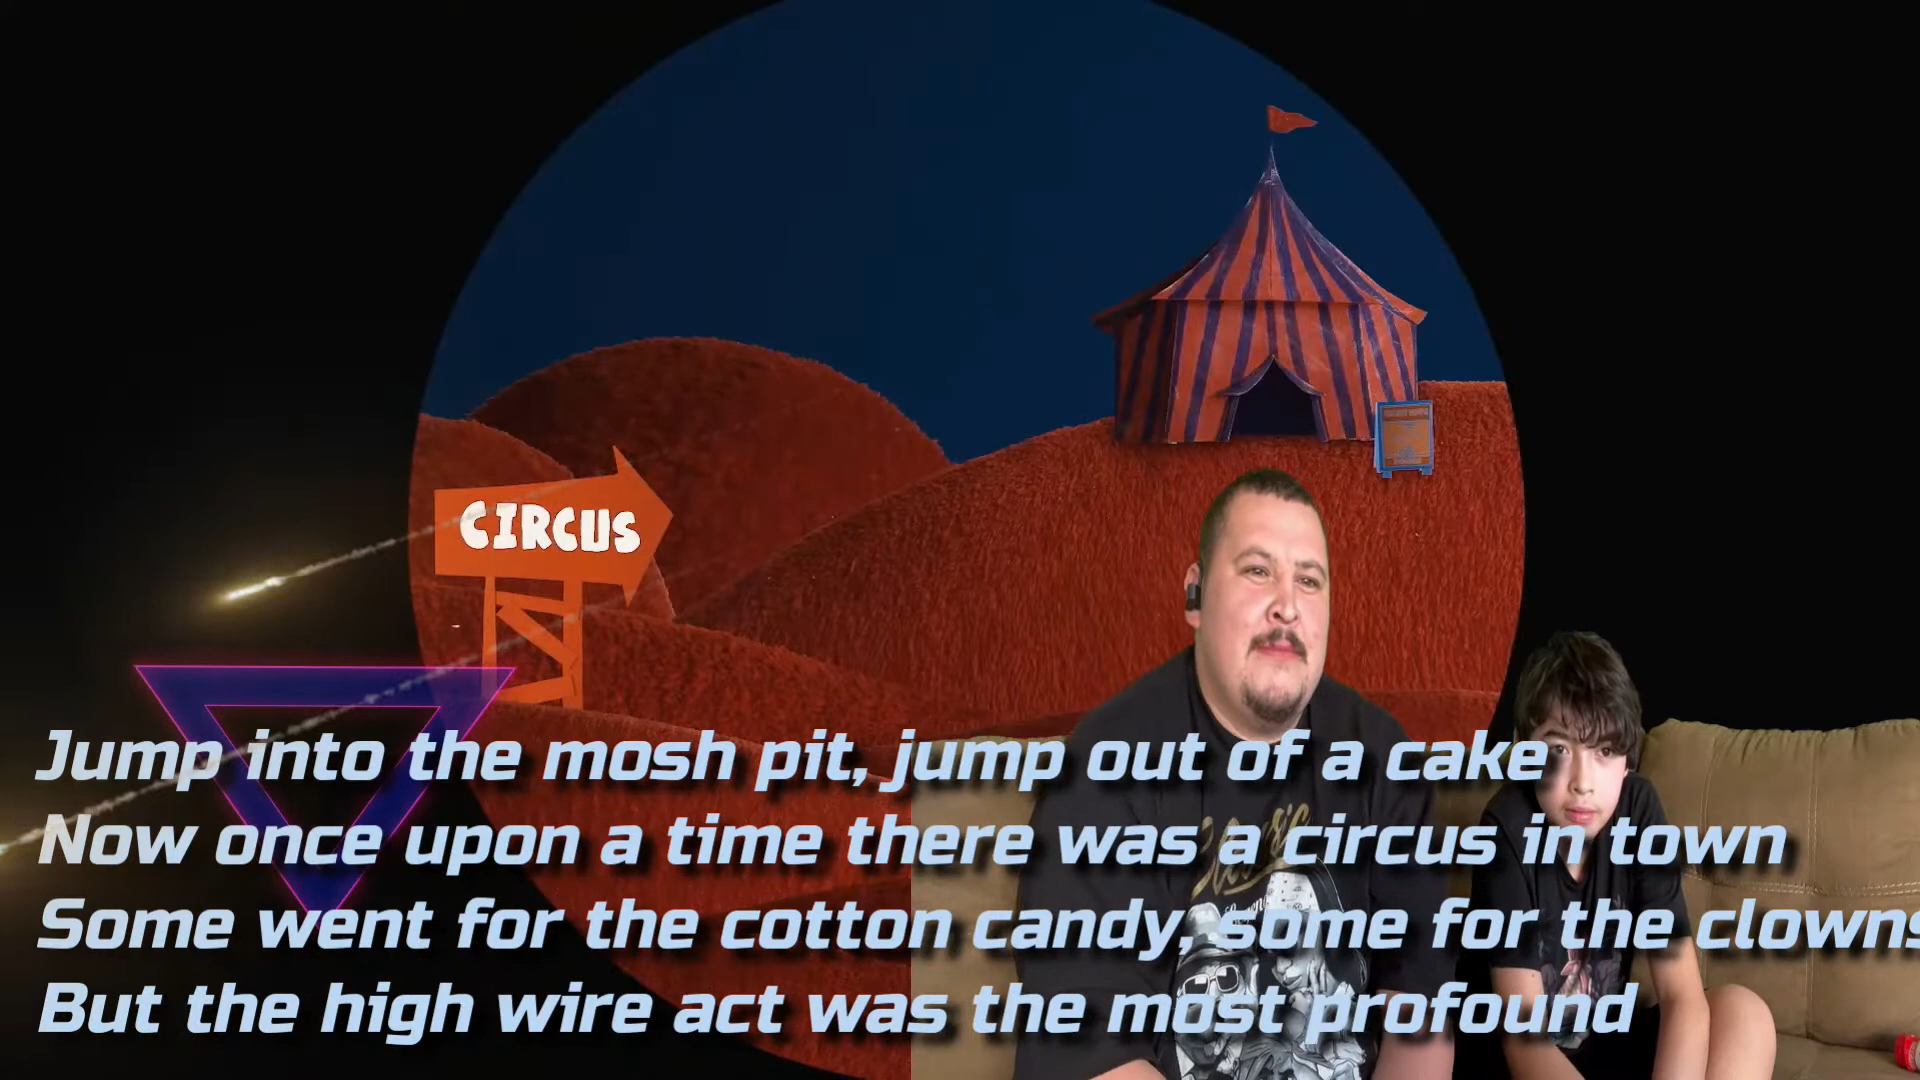 CIRCUS
Jump into the mosh pit, jump out of a cake
Now once upon a time there was a circus in town
Some went for the cotton candy, some for the clowns
But the high wire act was the most profound
Classic